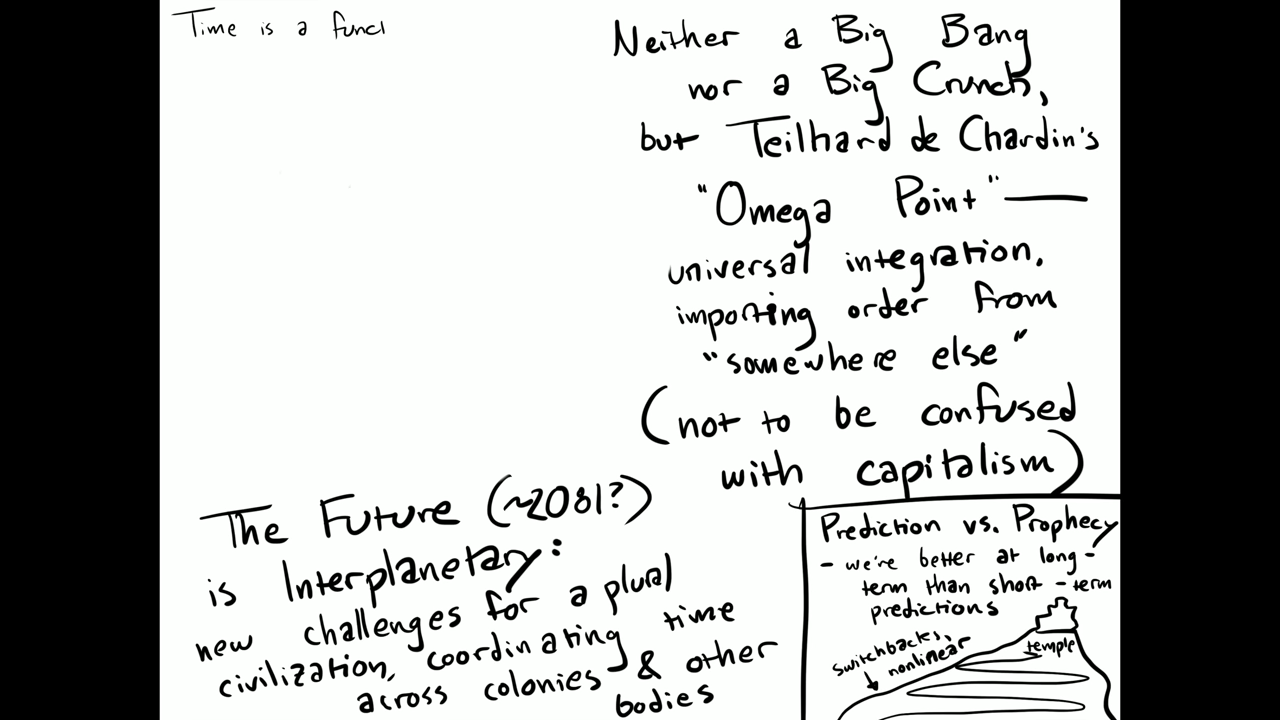 Time is a funcl
Neither a Big Bang
nor a Big Crunch,
but Teilhard de Chardin's
"Omega Point" —
universal integration.
importing order from
"somewhere else"
(not to be confused
with capitalism)
The Future (~2081?)
is Interplanetary:
new challenges for a plural
civilization, coordinating time
across colonies & other
bodies
Prediction vs. Prophecy
- we're better at long-
term than short-term
predictions
switchbacks,
nonlinear
temple